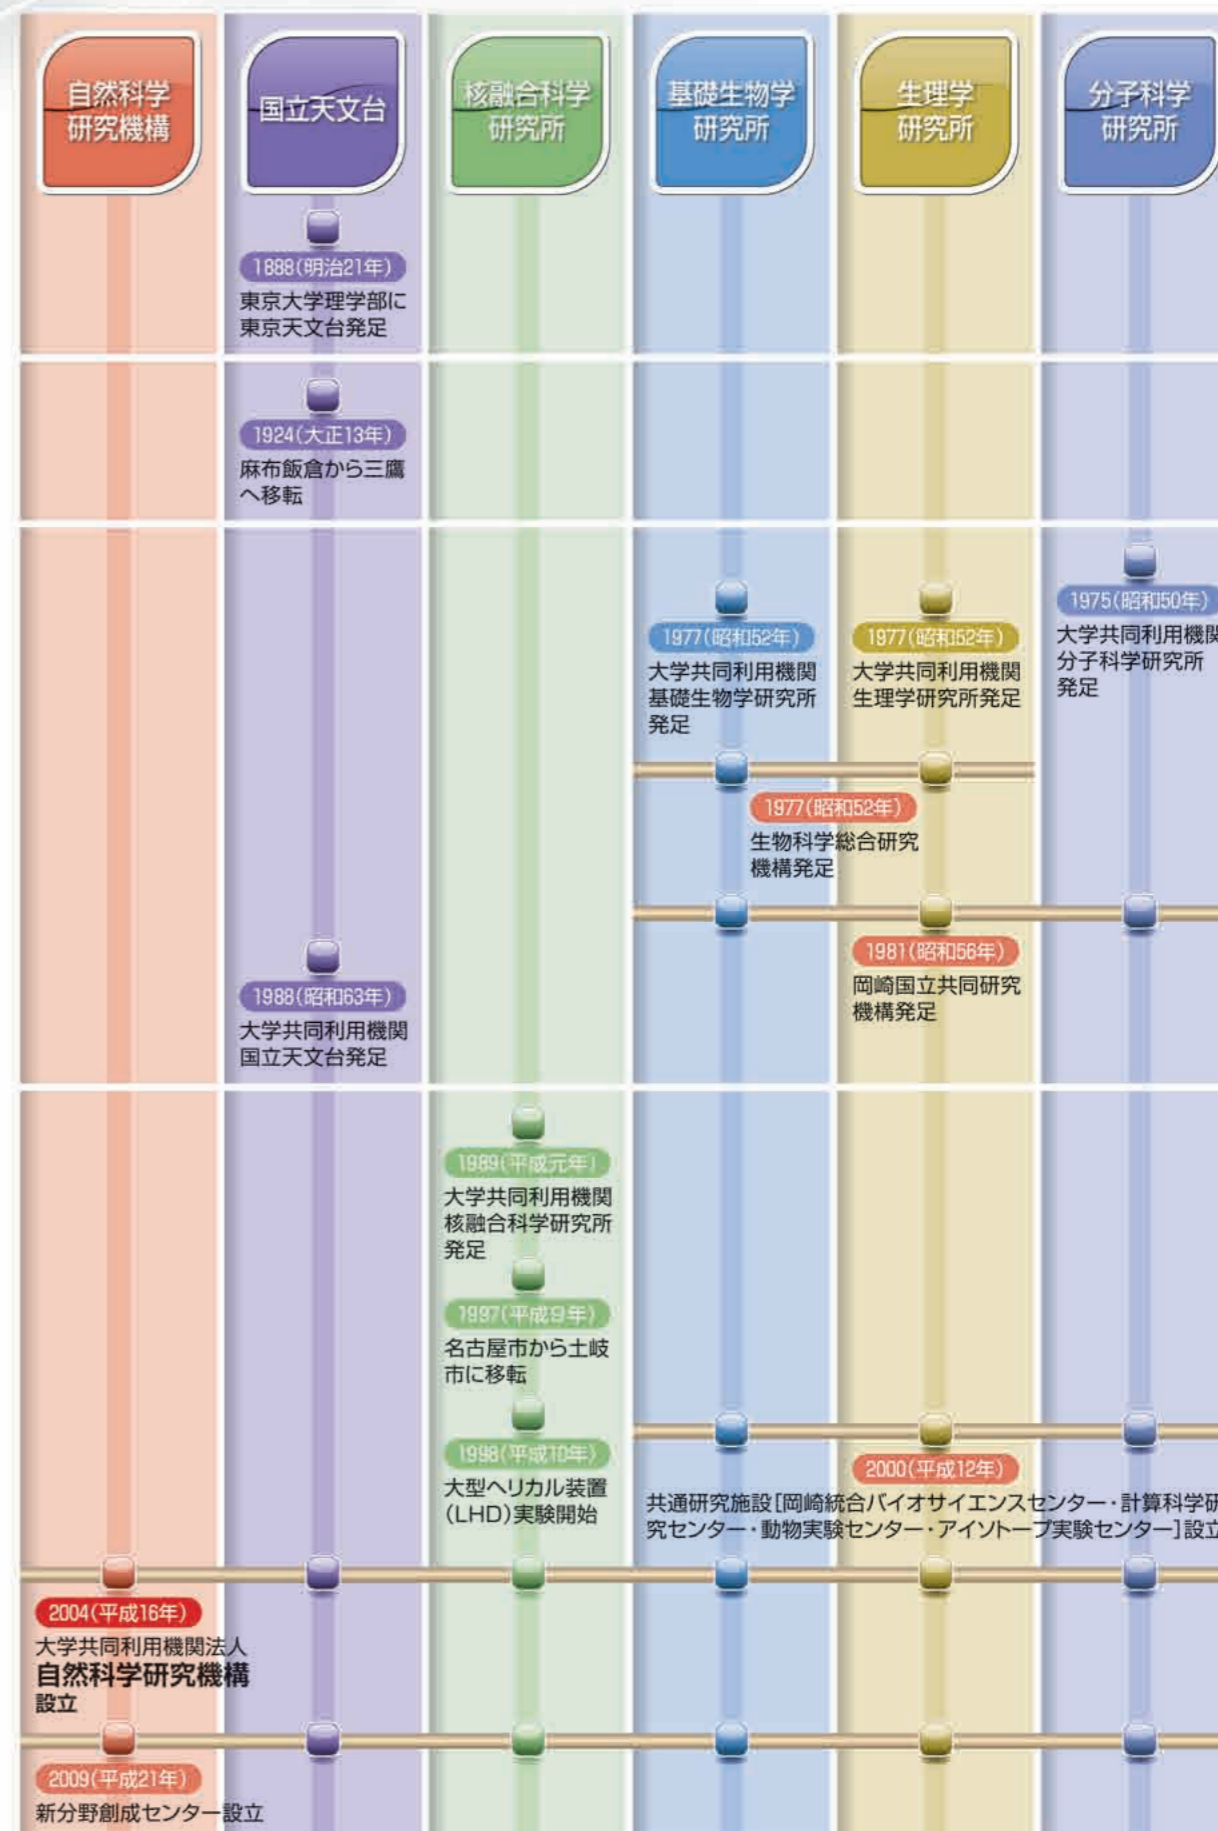 自然科学
研究機構
国立天文台
核融合科学
研究所
基礎生物学
研究所
生理学
研究所
分子科学
研究所
1888(明治21年)
東京大学理学部に
東京天文台発足
1924(大正13年)
麻布飯倉から三鷹
へ移転
1975(昭和50年)
大学共同利用機関
分子科学研究所
発足
1977(昭和52年)
大学共同利用機関
基礎生物学研究所
発足
1977(昭和52年)
大学共同利用機関
生理学研究所発足
1977(昭和52年)
生物科学総合研究
機構発足
1981(昭和56年)
岡崎国立共同研究
機構発足
1988(昭和63年)
大学共同利用機関
国立天文台発足
1989(平成元年)
大学共同利用機関
核融合科学研究所
発足
1997(平成9年)
名古屋市から土岐
市に移転
1998(平成10年)
大型ヘリカル装置
(LHD)実験開始
2000(平成12年)
共通研究施設[岡崎統合バイオサイエンスセンター・計算科学研
究センター・動物実験センター・アイソトープ実験センター]設立
2004(平成16年)
大学共同利用機関法人
自然科学研究機構
設立
2009(平成21年)
新分野創成センター設立